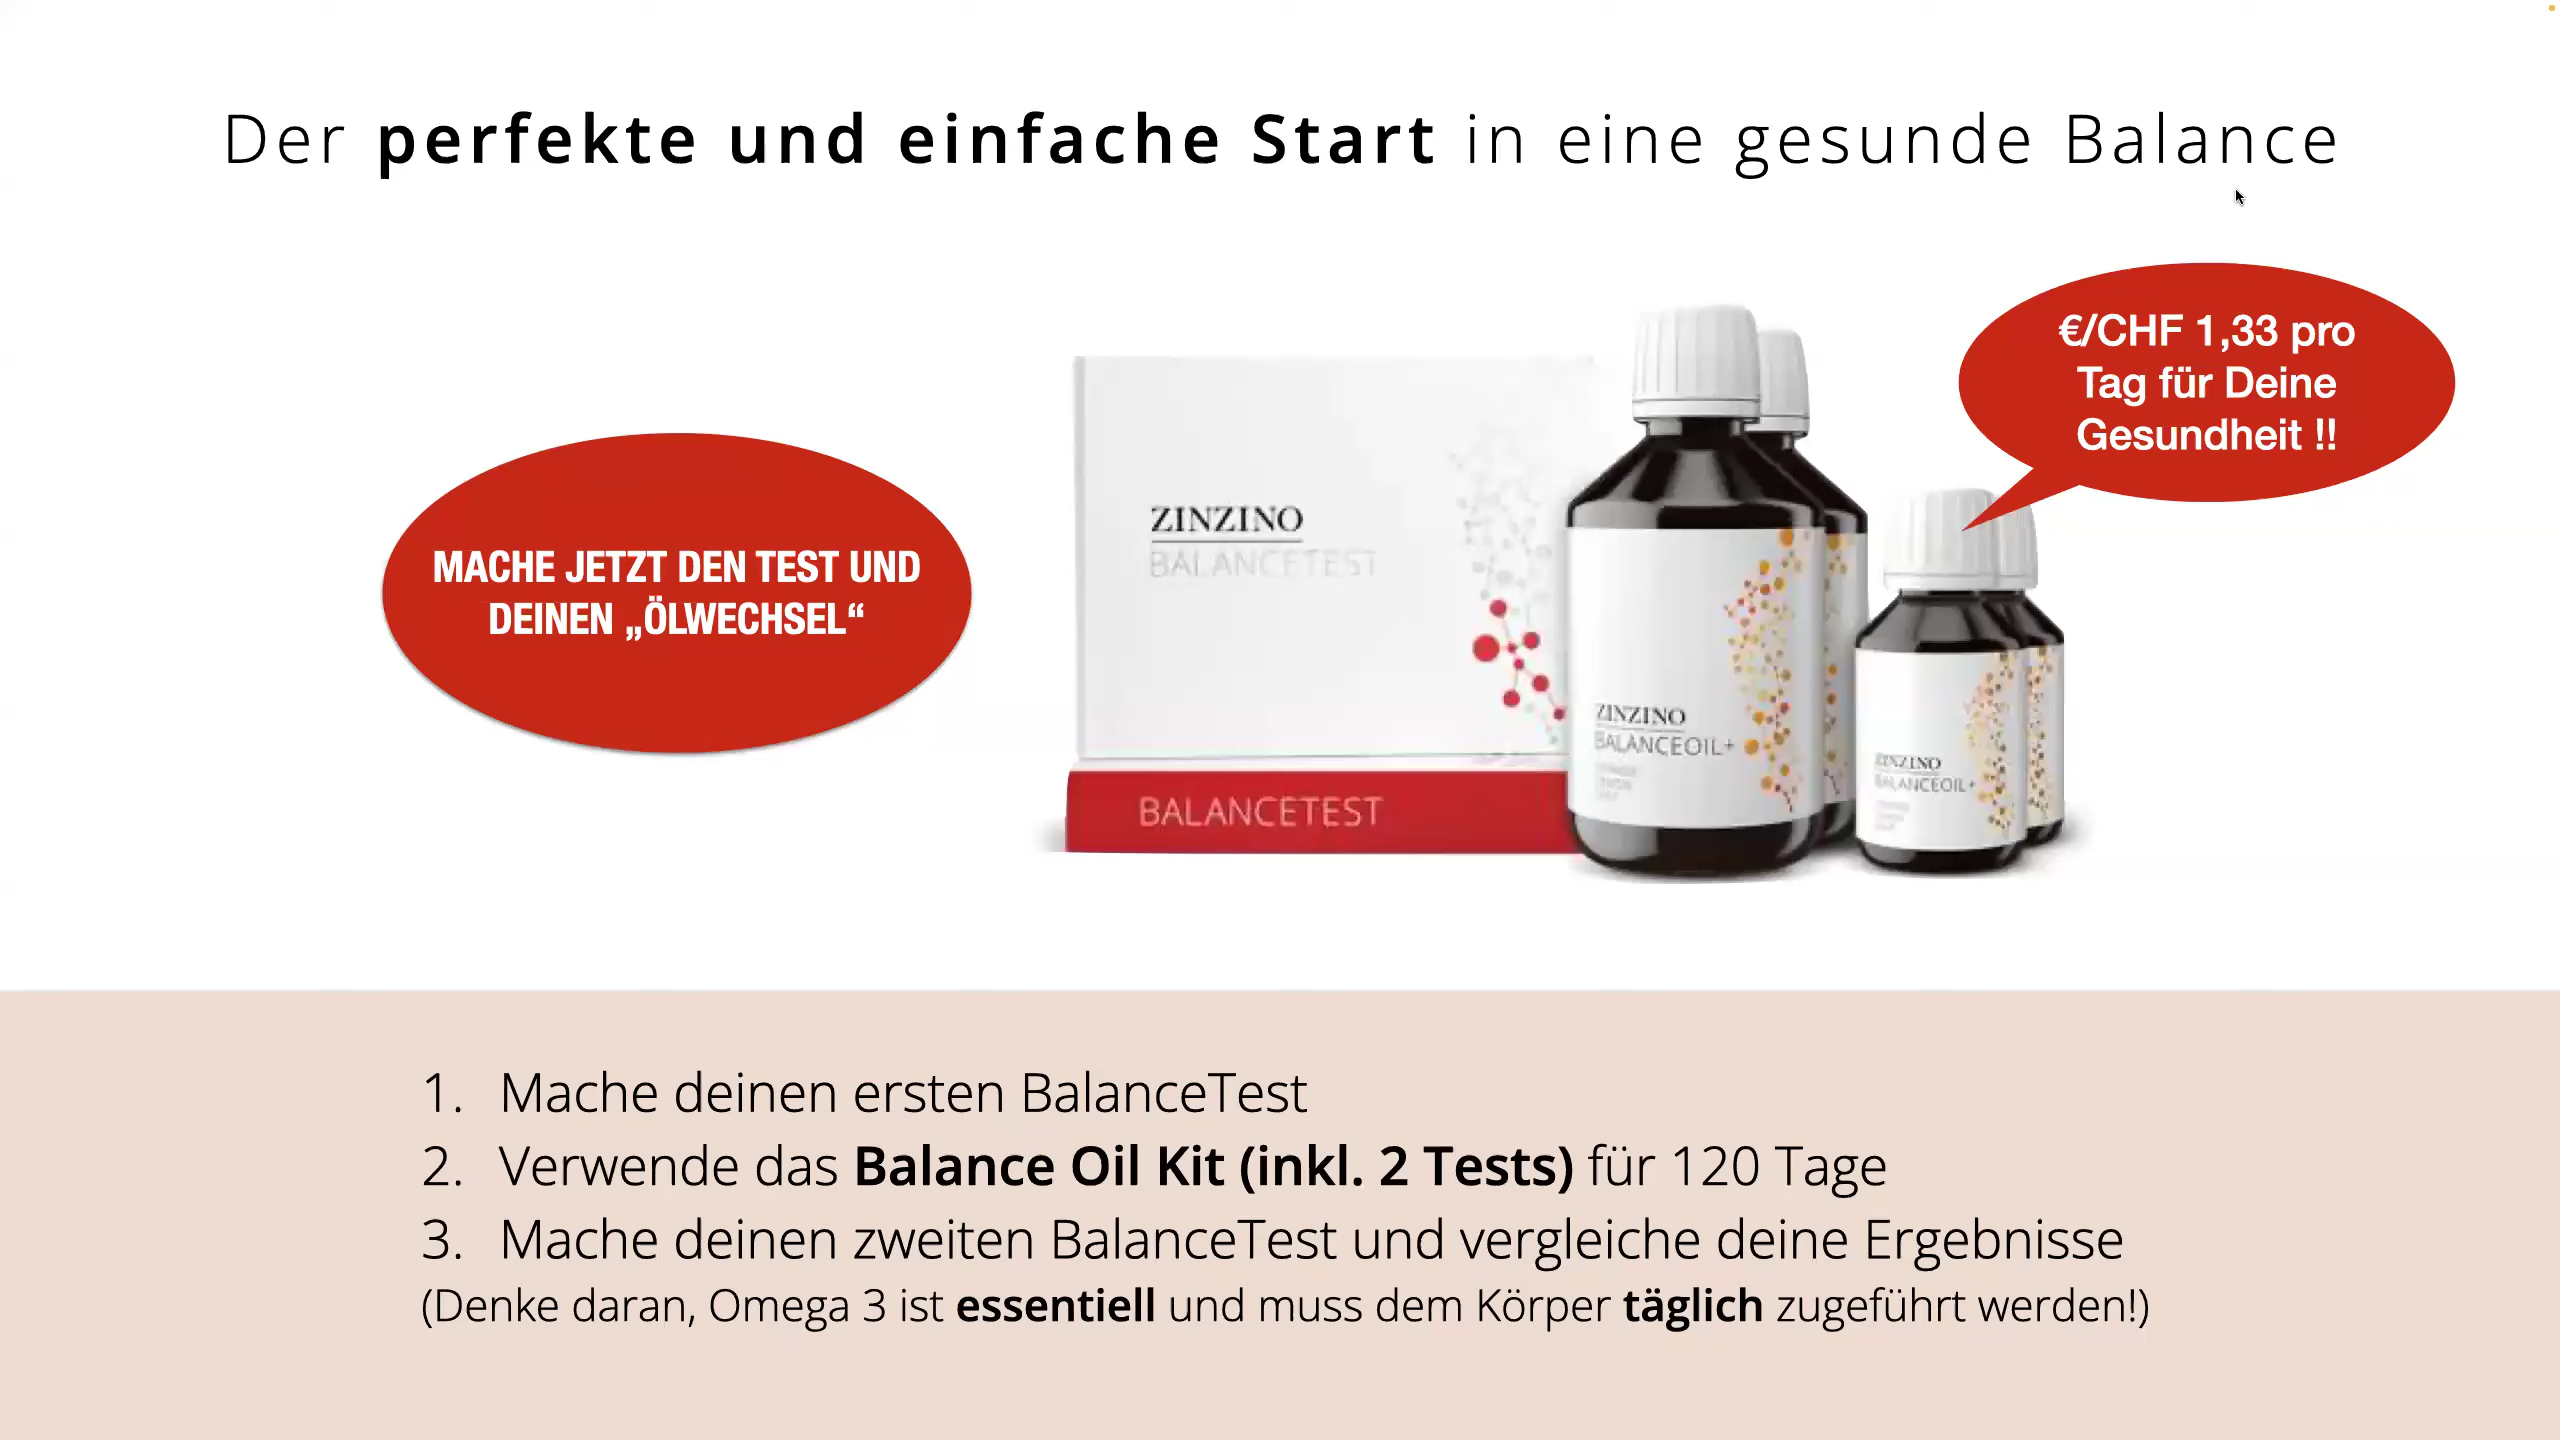 Der perfekte und einfache Start in eine gesunde Balance
€/CHF 1,33 pro
Tag für Deine
Gesundheit !!
MACHE JETZT DEN TEST UND
DEINEN „ÖLWECHSEL“
ZINZINO
BALANCETEST
BALANCETEST
ZINZINO
BALANCEOIL+
ZINZINO
BALANCEOIL+
1. Mache deinen ersten BalanceTest
2. Verwende das Balance Oil Kit (inkl. 2 Tests) für 120 Tage
3. Mache deinen zweiten BalanceTest und vergleiche deine Ergebnisse
(Denke daran, Omega 3 ist essentiell und muss dem Körper täglich zugeführt werden!)